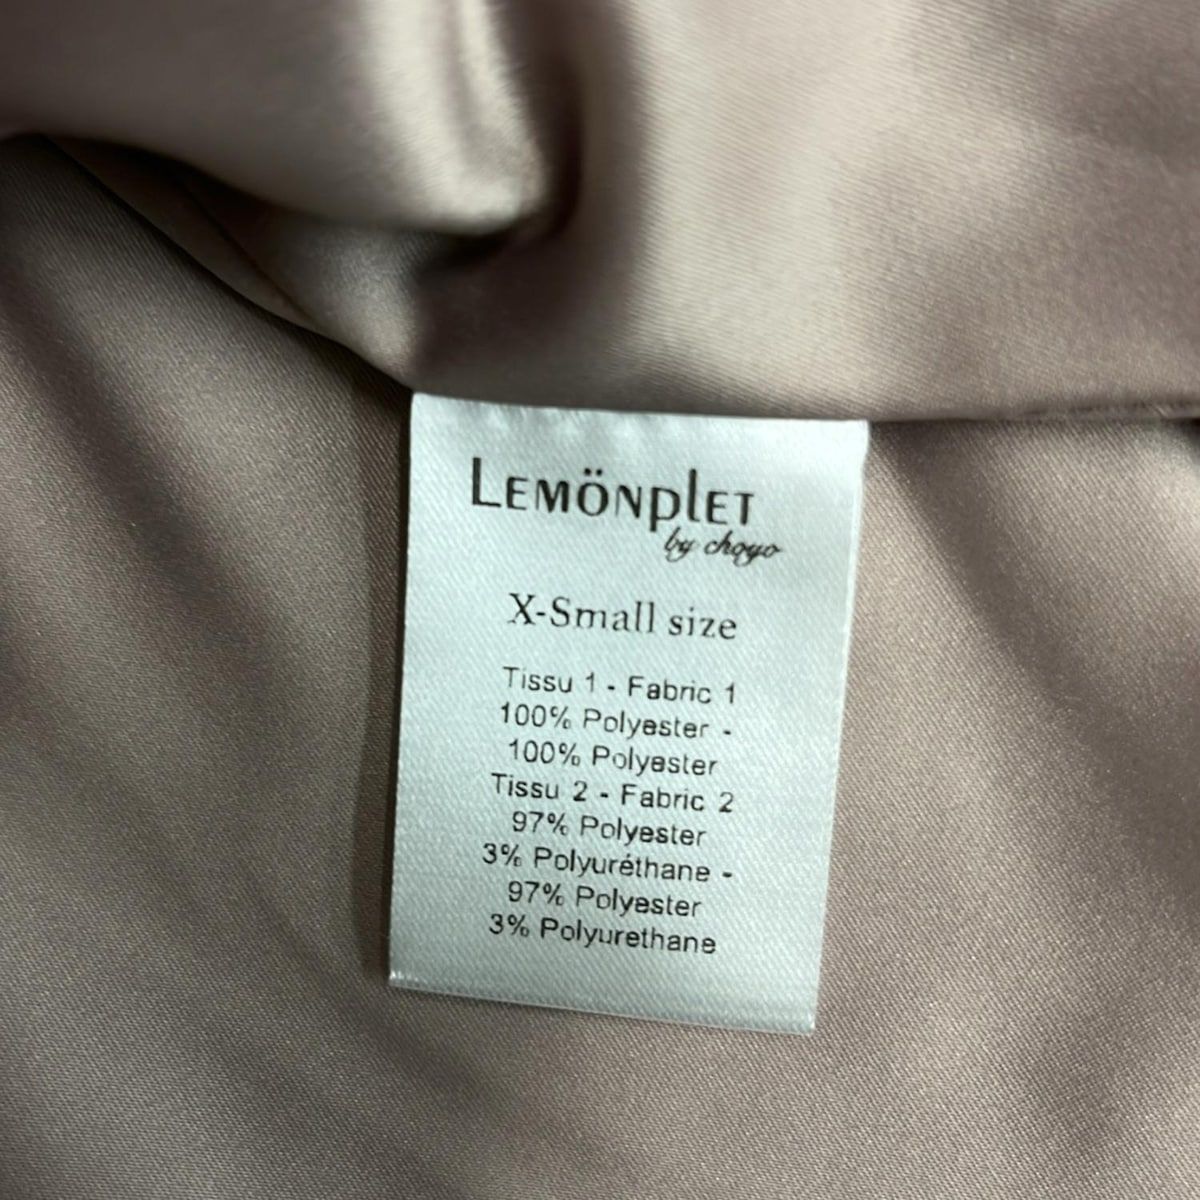 LEMÖNPLET
by choyo
X-Small size
Tissu 1 - Fabric 1
100% Polyester -
100% Polyester
Tissu 2 - Fabric 2
97% Polyester
3% Polyuréthane -
97% Polyester
3% Polyurethane